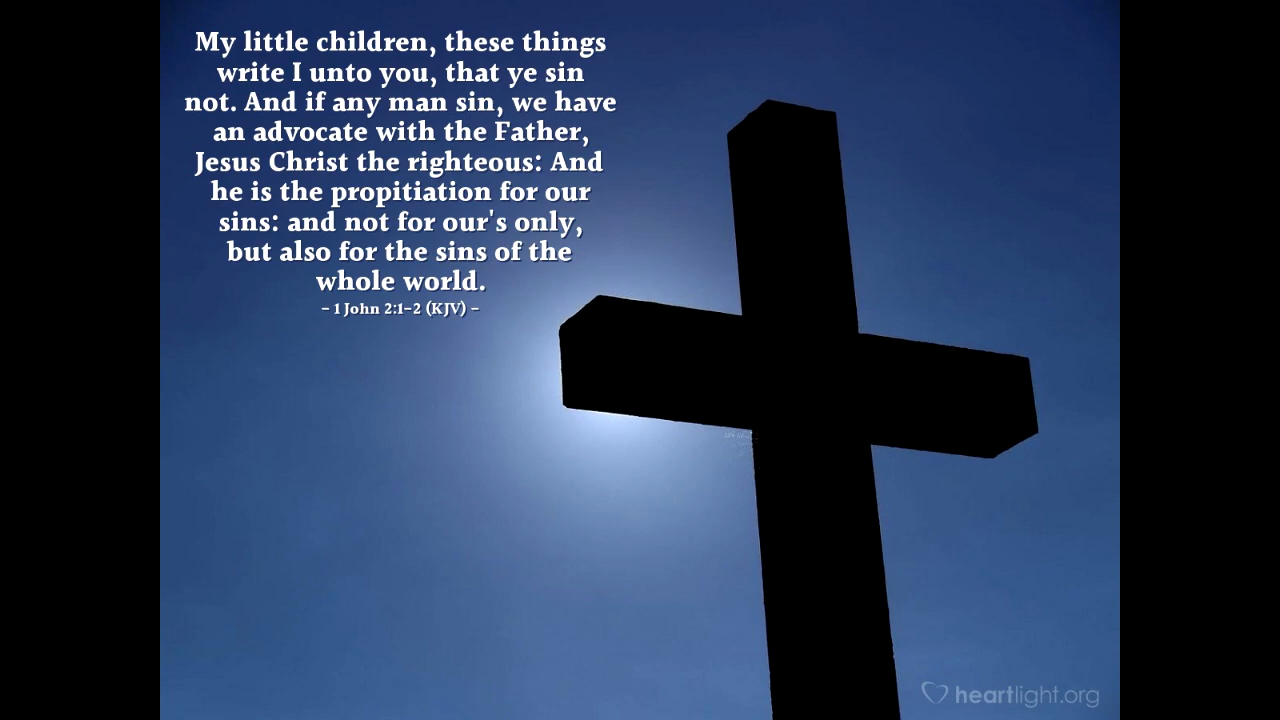 My little children, these things
write I unto you, that ye sin
not. And if any man sin, we have
an advocate with the Father,
Jesus Christ the righteous: And
he is the propitiation for our
sins: and not for our's only,
but also for the sins of the
whole world.
– 1 John 2:1–2 (KJV) –
heartlight.org